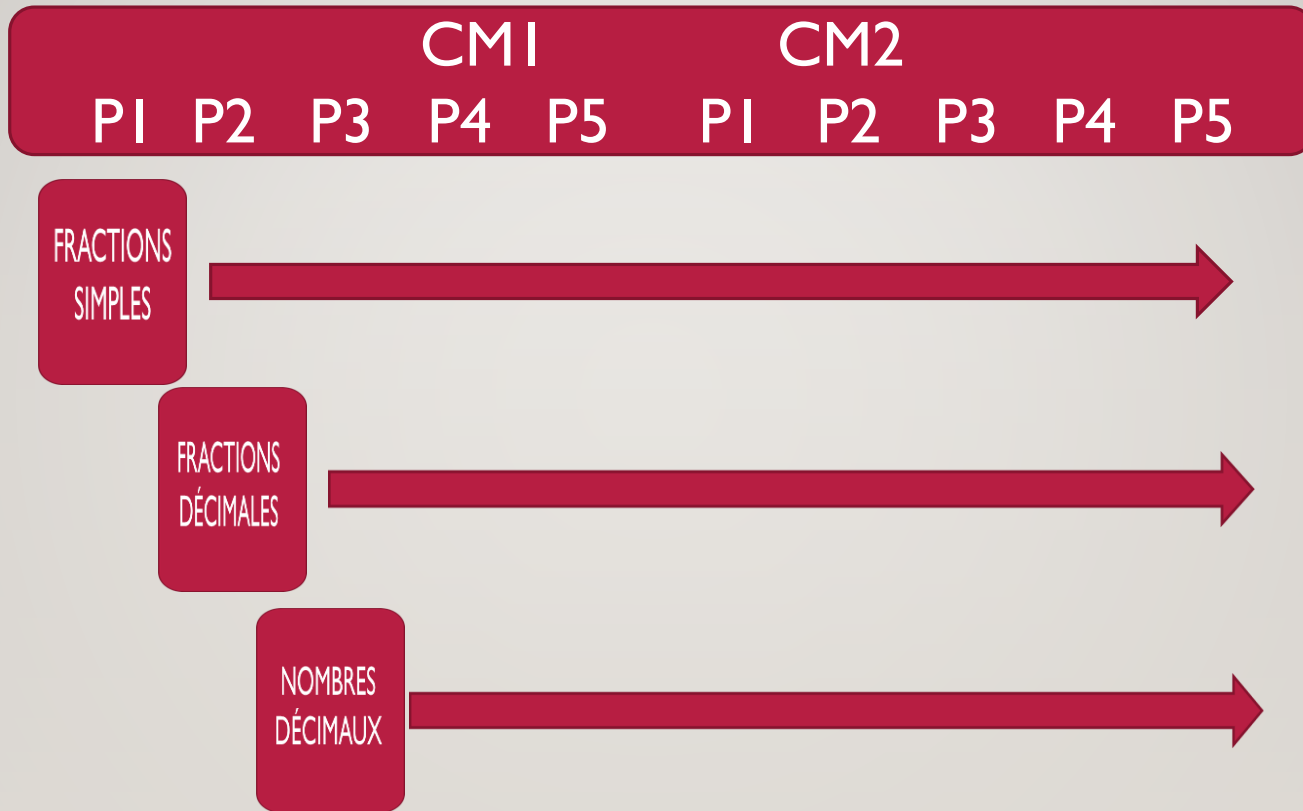 CM1 CM2
P1 P2 P3 P4 P5 P1 P2 P3 P4 P5
FRACTIONS
SIMPLES
FRACTIONS
DÉCIMALES
NOMBRES
DÉCIMAUX